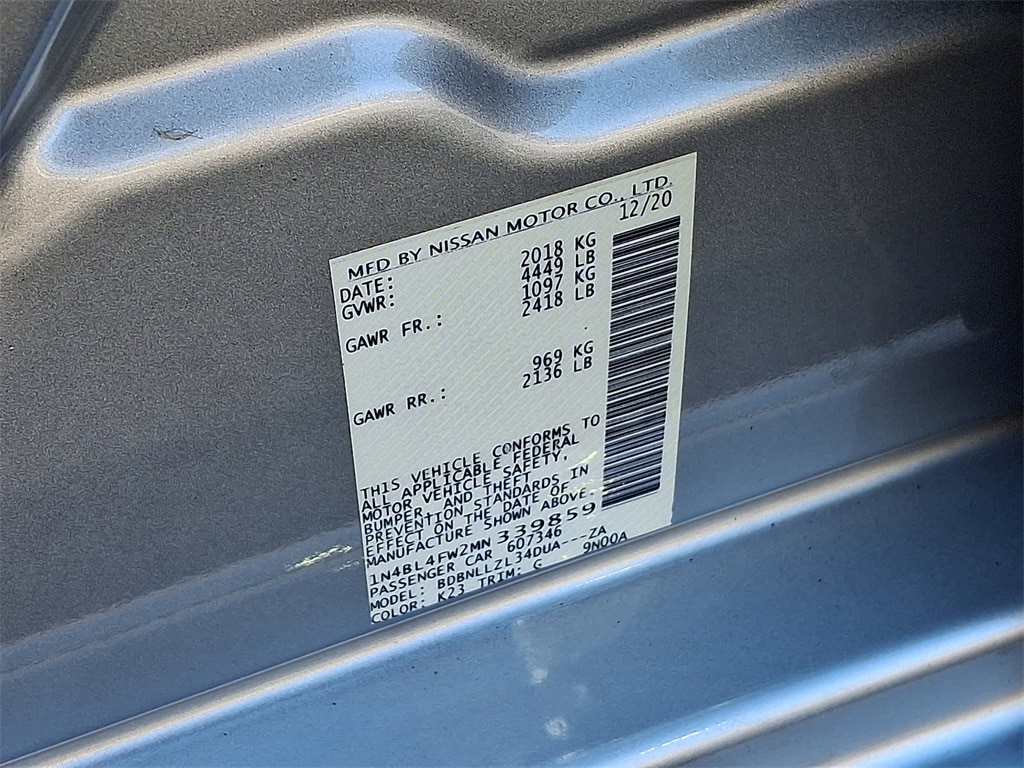 MFD BY NISSAN MOTOR CO., LTD.
DATE: 12/20
GVWR: 2018 KG
4449 LB
GAWR FR.: 1097 KG
2418 LB
GAWR RR.: 969 KG
2136 LB
THIS VEHICLE CONFORMS TO
ALL APPLICABLE FEDERAL
MOTOR VEHICLE SAFETY,
BUMPER, AND THEFT
PREVENTION STANDARDS IN
EFFECT ON THE DATE OF
MANUFACTURE SHOWN ABOVE.
1N4BL4FW2MN339859
PASSENGER CAR 607346
MODEL: BDBNLLZL34DUA---ZA
COLOR: K23 TRIM: G 9N00A